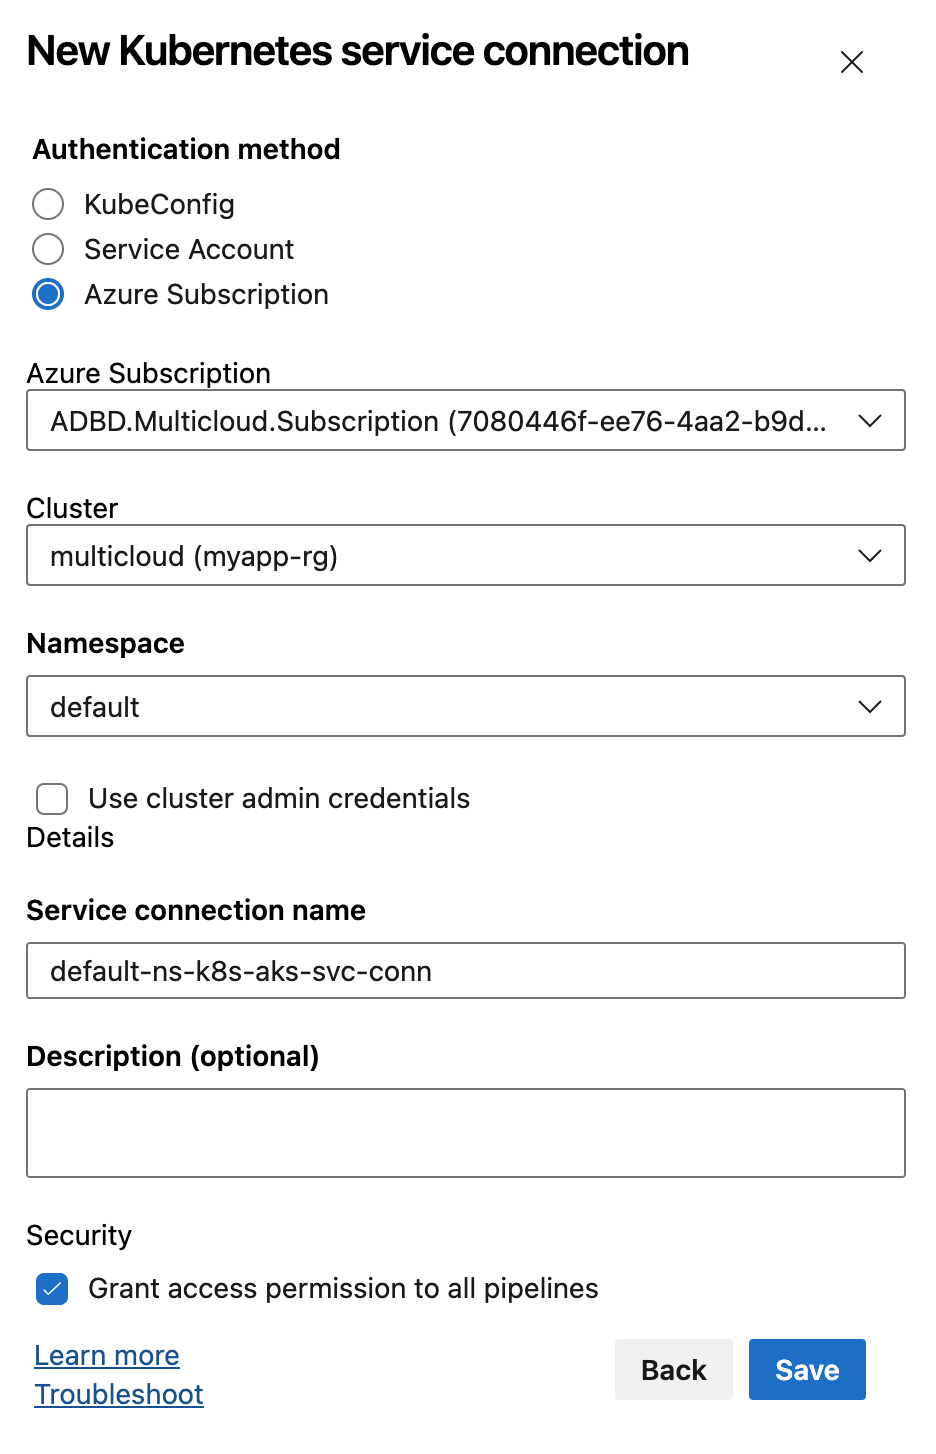 New Kubernetes service connection
Authentication method
KubeConfig
Service Account
Azure Subscription
Azure Subscription
ADBD.Multicloud.Subscription (7080446f-ee76-4aa2-b9d...
Cluster
multicloud (myapp-rg)
Namespace
default
Use cluster admin credentials
Details
Service connection name
default-ns-k8s-aks-svc-conn
Description (optional)
Security
Grant access permission to all pipelines
Learn more
Troubleshoot
Back
Save